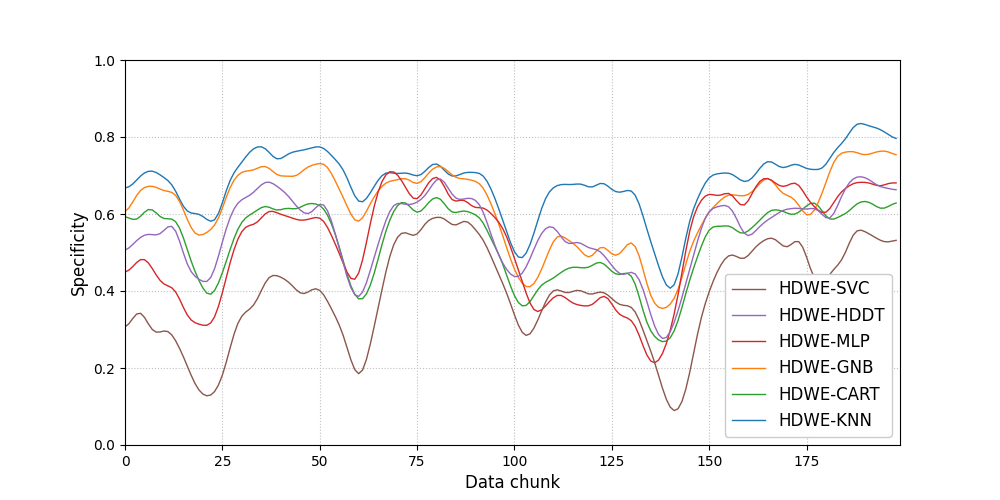 1.0
0.8
0.6
0.4
0.2
0.0
Specificity
0 25 50 75 100 125 150 175
Data chunk
HDWE-SVC
HDWE-HDDT
HDWE-MLP
HDWE-GNB
HDWE-CART
HDWE-KNN